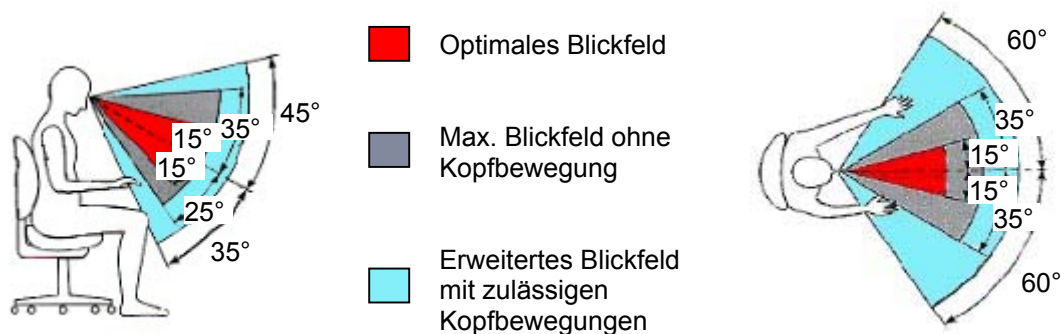 45°
35°
15°
15°
25°
35°
Optimales Blickfeld
Max. Blickfeld ohne
Kopfbewegung
Erweitertes Blickfeld
mit zulässigen
Kopfbewegungen
60°
35°
15°
15°
35°
60°